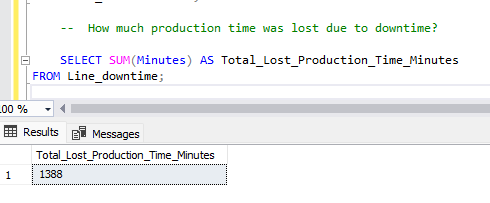 -- How much production time was lost due to downtime?
SELECT SUM(Minutes) AS Total_Lost_Production_Time_Minutes
FROM Line_downtime;
.00 %
Results Messages
Total_Lost_Production_Time_Minutes
1 1388